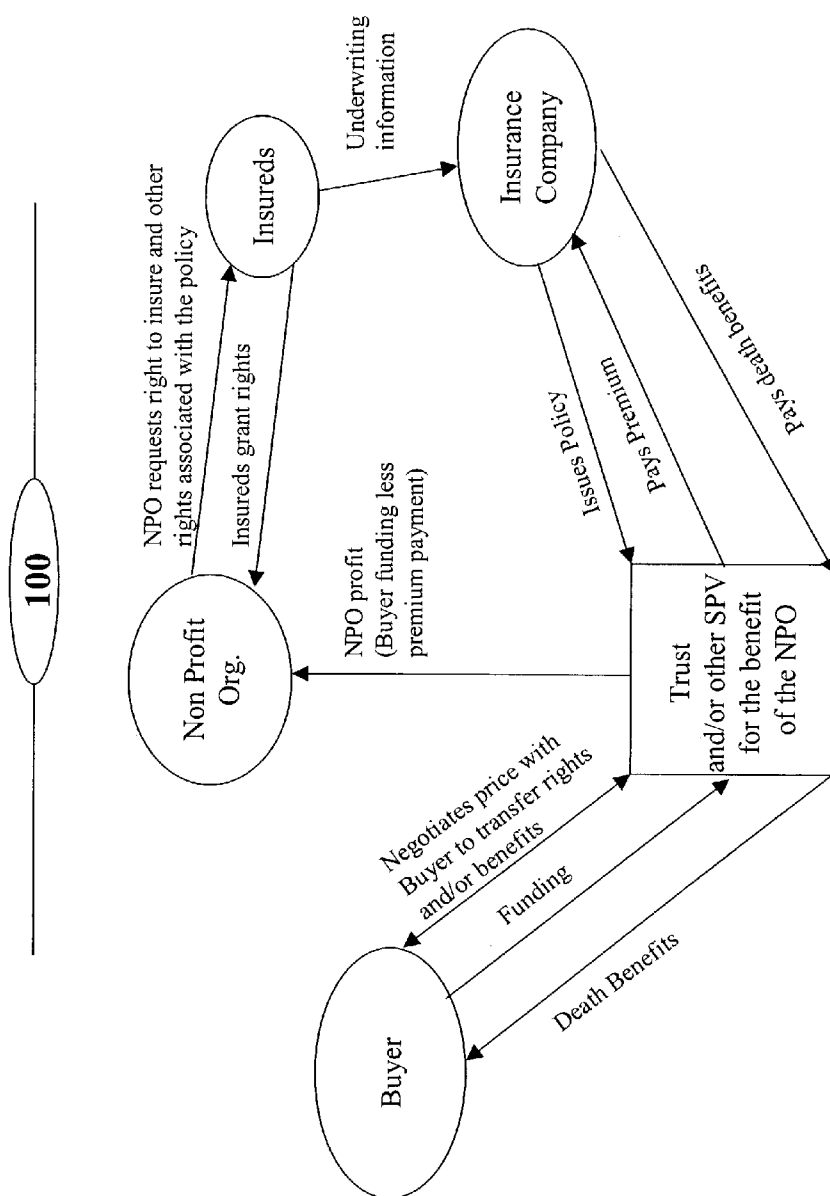 100
NPO requests right to insure and other
rights associated with the policy
Non Profit
Org.
Insureds grant rights
Insureds
Underwriting
information
NPO profit
(Buyer funding less
premium payment)
Insurance
Company
Negotiates price with
Buyer to transfer rights
and/or benefits
Funding
Death Benefits
Buyer
Issues Policy
Pays Premium
Pays death benefits
Trust
and/or other SPV
for the benefit
of the NPO